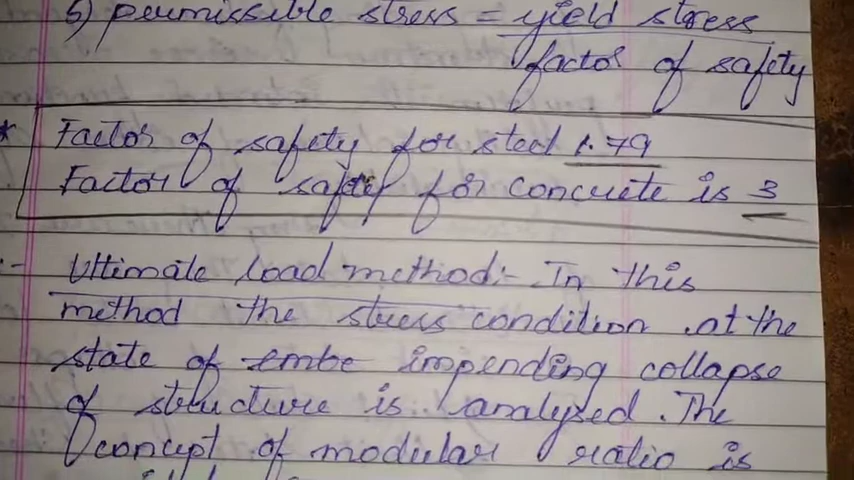 5) permissible stress = yield stress
factor of safety
* Factor of safety for steel 1.79
Factor of safety for concrete is 3
:- Ultimate load method:- In this
method the stress condition at the
state of embe impending collapse
of structure is analysed. The
concept of modular ratio is